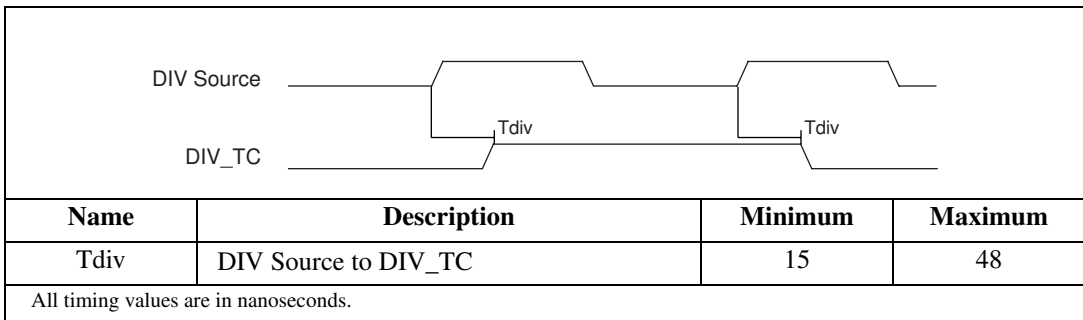 DIV Source
Tdiv Tdiv
DIV_TC
Name Description Minimum Maximum
Tdiv DIV Source to DIV_TC 15 48
All timing values are in nanoseconds.